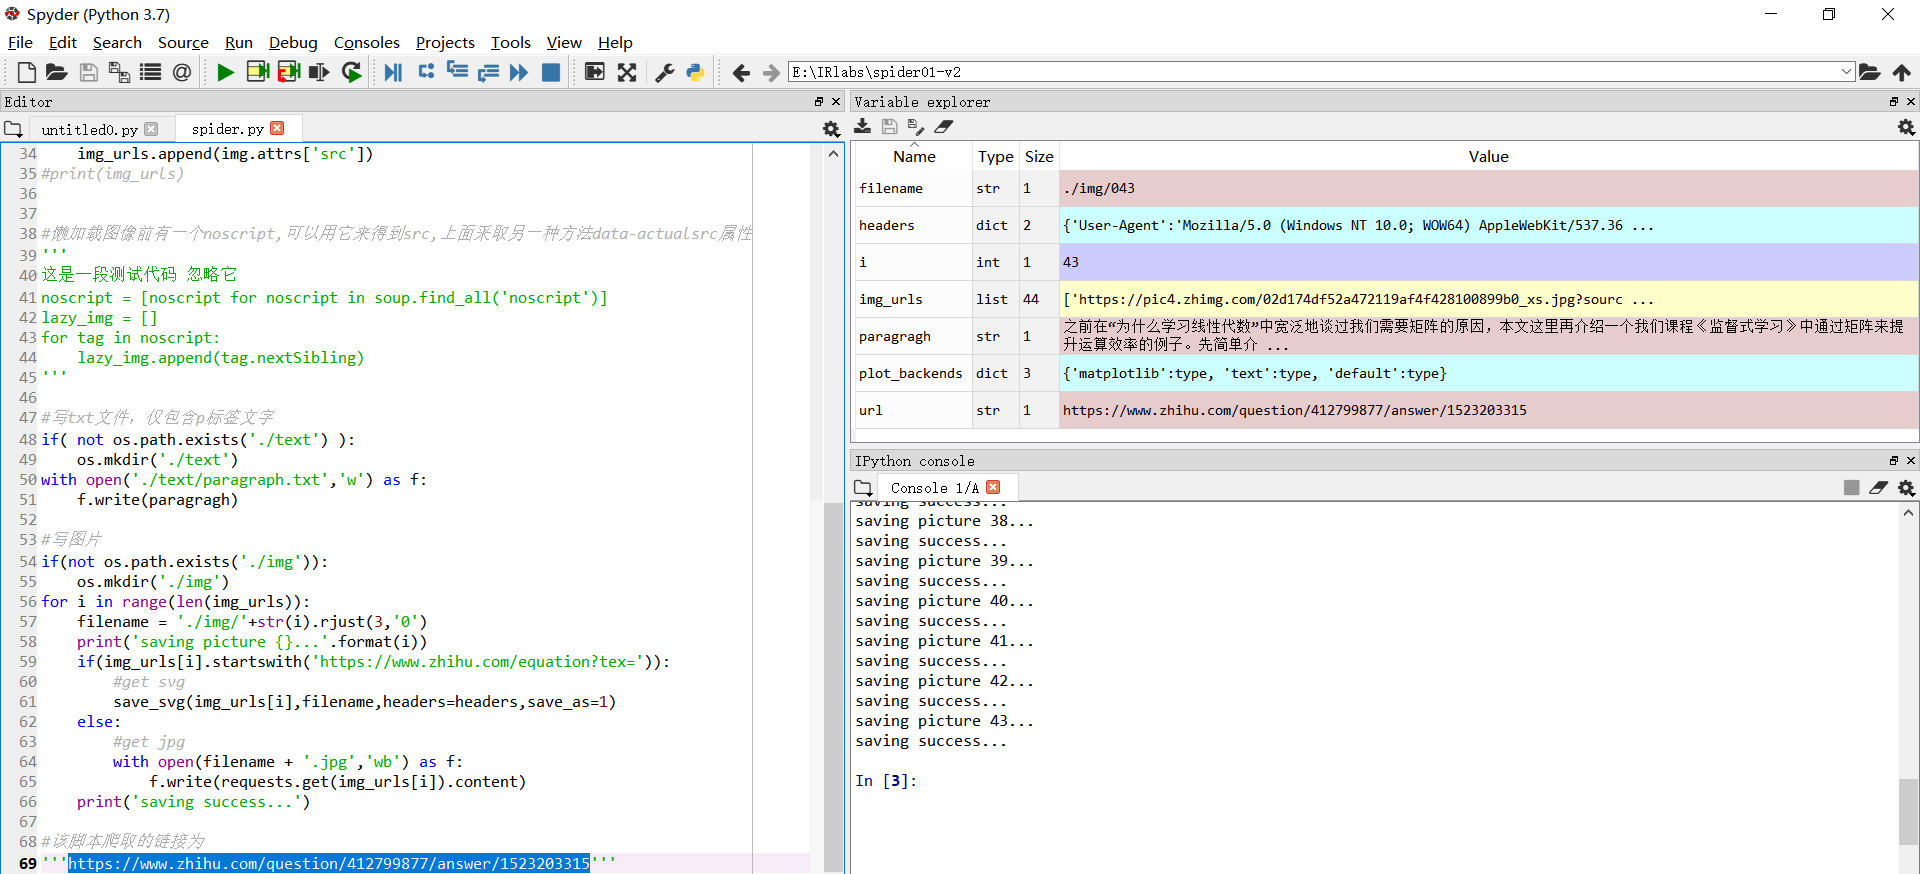 Spyder (Python 3.7)
File Edit Search Source Run Debug Consoles Projects Tools View Help
E:\IRlabs\spider01-v2
Editor
untitled0.py spider.py
34 img_urls.append(img.attrs['src'])
35 #print(img_urls)
36
37
38 #懒加载图像前有一个noscript,可以用它来得到src,上面采取另一种方法data-actualsrc属性
39 '''
40 这是一段测试代码 忽略它
41 noscript = [noscript for noscript in soup.find_all('noscript')]
42 lazy_img = []
43 for tag in noscript:
44 lazy_img.append(tag.nextSibling)
45 '''
46
47 #写txt文件，仅包含p标签文字
48 if( not os.path.exists('./text') ):
49 os.mkdir('./text')
50 with open('./text/paragraph.txt','w') as f:
51 f.write(paragragh)
52
53 #写图片
54 if(not os.path.exists('./img')):
55 os.mkdir('./img')
56 for i in range(len(img_urls)):
57 filename = './img/'+str(i).rjust(3,'0')
58 print('saving picture {}...'.format(i))
59 if(img_urls[i].startswith('https://www.zhihu.com/equation?tex=')):
60 #get svg
61 save_svg(img_urls[i],filename,headers=headers,save_as=1)
62 else:
63 #get jpg
64 with open(filename + '.jpg','wb') as f:
65 f.write(requests.get(img_urls[i]).content)
66 print('saving success...')
67
68 #该脚本爬取的链接为
69 '''https://www.zhihu.com/question/412799877/answer/1523203315'''
Variable explorer
Name Type Size Value
filename str 1 ./img/043
headers dict 2 {'User-Agent':'Mozilla/5.0 (Windows NT 10.0; WOW64) AppleWebKit/537.36 ...
i int 1 43
img_urls list 44 ['https://pic4.zhimg.com/02d174df52a472119af4f428100899b0_xs.jpg?sourc ...
paragragh str 1 之前在“为什么学习线性代数”中宽泛地谈过我们需要矩阵的原因，本文这里再介绍一个我们课程《监督式学习》中通过矩阵来提
升运算效率的例子。先简单介 ...
plot_backends dict 3 {'matplotlib':type, 'text':type, 'default':type}
url str 1 https://www.zhihu.com/question/412799877/answer/1523203315
IPython console
Console 1/A
saving success...
saving picture 38...
saving success...
saving picture 39...
saving success...
saving picture 40...
saving success...
saving picture 41...
saving success...
saving picture 42...
saving success...
saving picture 43...
saving success...
In [3]: